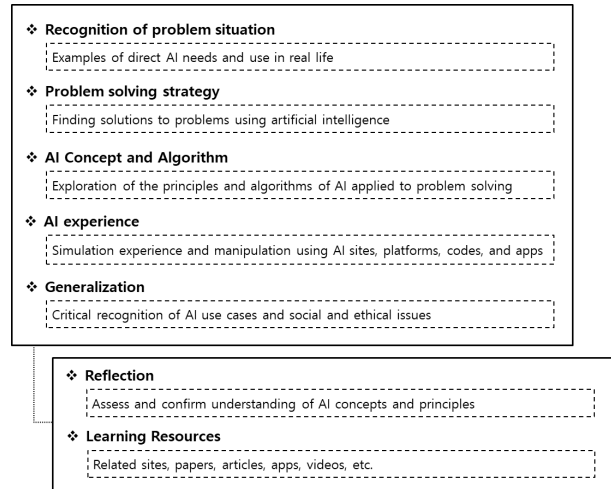 ❖ Recognition of problem situation
Examples of direct AI needs and use in real life
❖ Problem solving strategy
Finding solutions to problems using artificial intelligence
❖ AI Concept and Algorithm
Exploration of the principles and algorithms of AI applied to problem solving
❖ AI experience
Simulation experience and manipulation using AI sites, platforms, codes, and apps
❖ Generalization
Critical recognition of AI use cases and social and ethical issues
❖ Reflection
Assess and confirm understanding of AI concepts and principles
❖ Learning Resources
Related sites, papers, articles, apps, videos, etc.